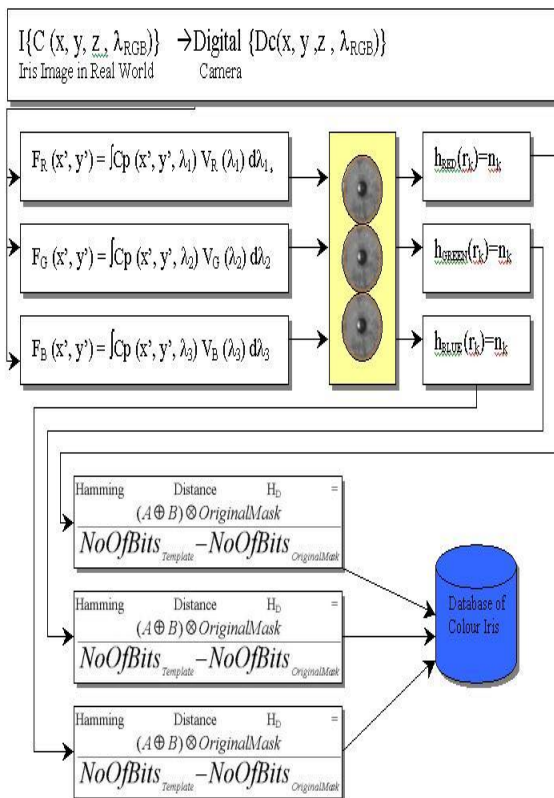 I{C (x, y, z , λRGB)} →Digital {Dc(x, y ,z , λRGB)}
Iris Image in Real World Camera
FR (x’, y’) = ∫Cp (x’, y’, λ1) VR (λ1) dλ1,
hRED(rk)=nk
FG (x’, y’) = ∫Cp (x’, y’, λ2) VG (λ2) dλ2
hGREEN(rk)=nk
FB (x’, y’) = ∫Cp (x’, y’, λ3) VB (λ3) dλ3
hBLUE(rk)=nk
Hamming Distance HD =
(A⊕B)⊗OriginalMask
NoOfBitsTemplate –NoOfBitsOriginalMask
Hamming Distance HD =
(A⊕B)⊗OriginalMask
NoOfBitsTemplate –NoOfBitsOriginalMask
Hamming Distance HD =
(A⊕B)⊗OriginalMask
NoOfBitsTemplate –NoOfBitsOriginalMask
Database of
Colour Iris